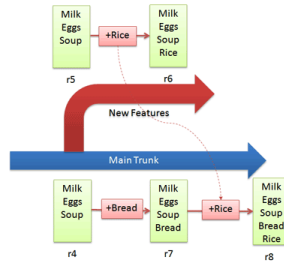 Milk
Eggs
Soup
+Rice
Milk
Eggs
Soup
Rice
r5
r6
New Features
Main Trunk
Milk
Eggs
Soup
+Bread
Milk
Eggs
Soup
Bread
+Rice
Milk
Eggs
Soup
Bread
Rice
r4
r7
r8